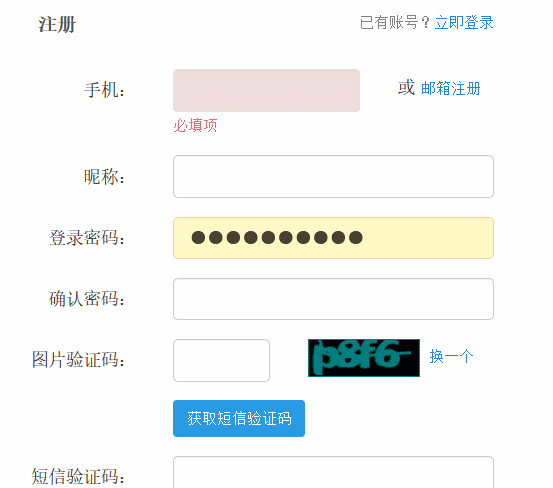 注册 已有账号？立即登录
手机： 或 邮箱注册
必填项
昵称：
登录密码： ●●●●●●●●●●
确认密码：
图片验证码： p8F6 换一个
获取短信验证码
短信验证码：